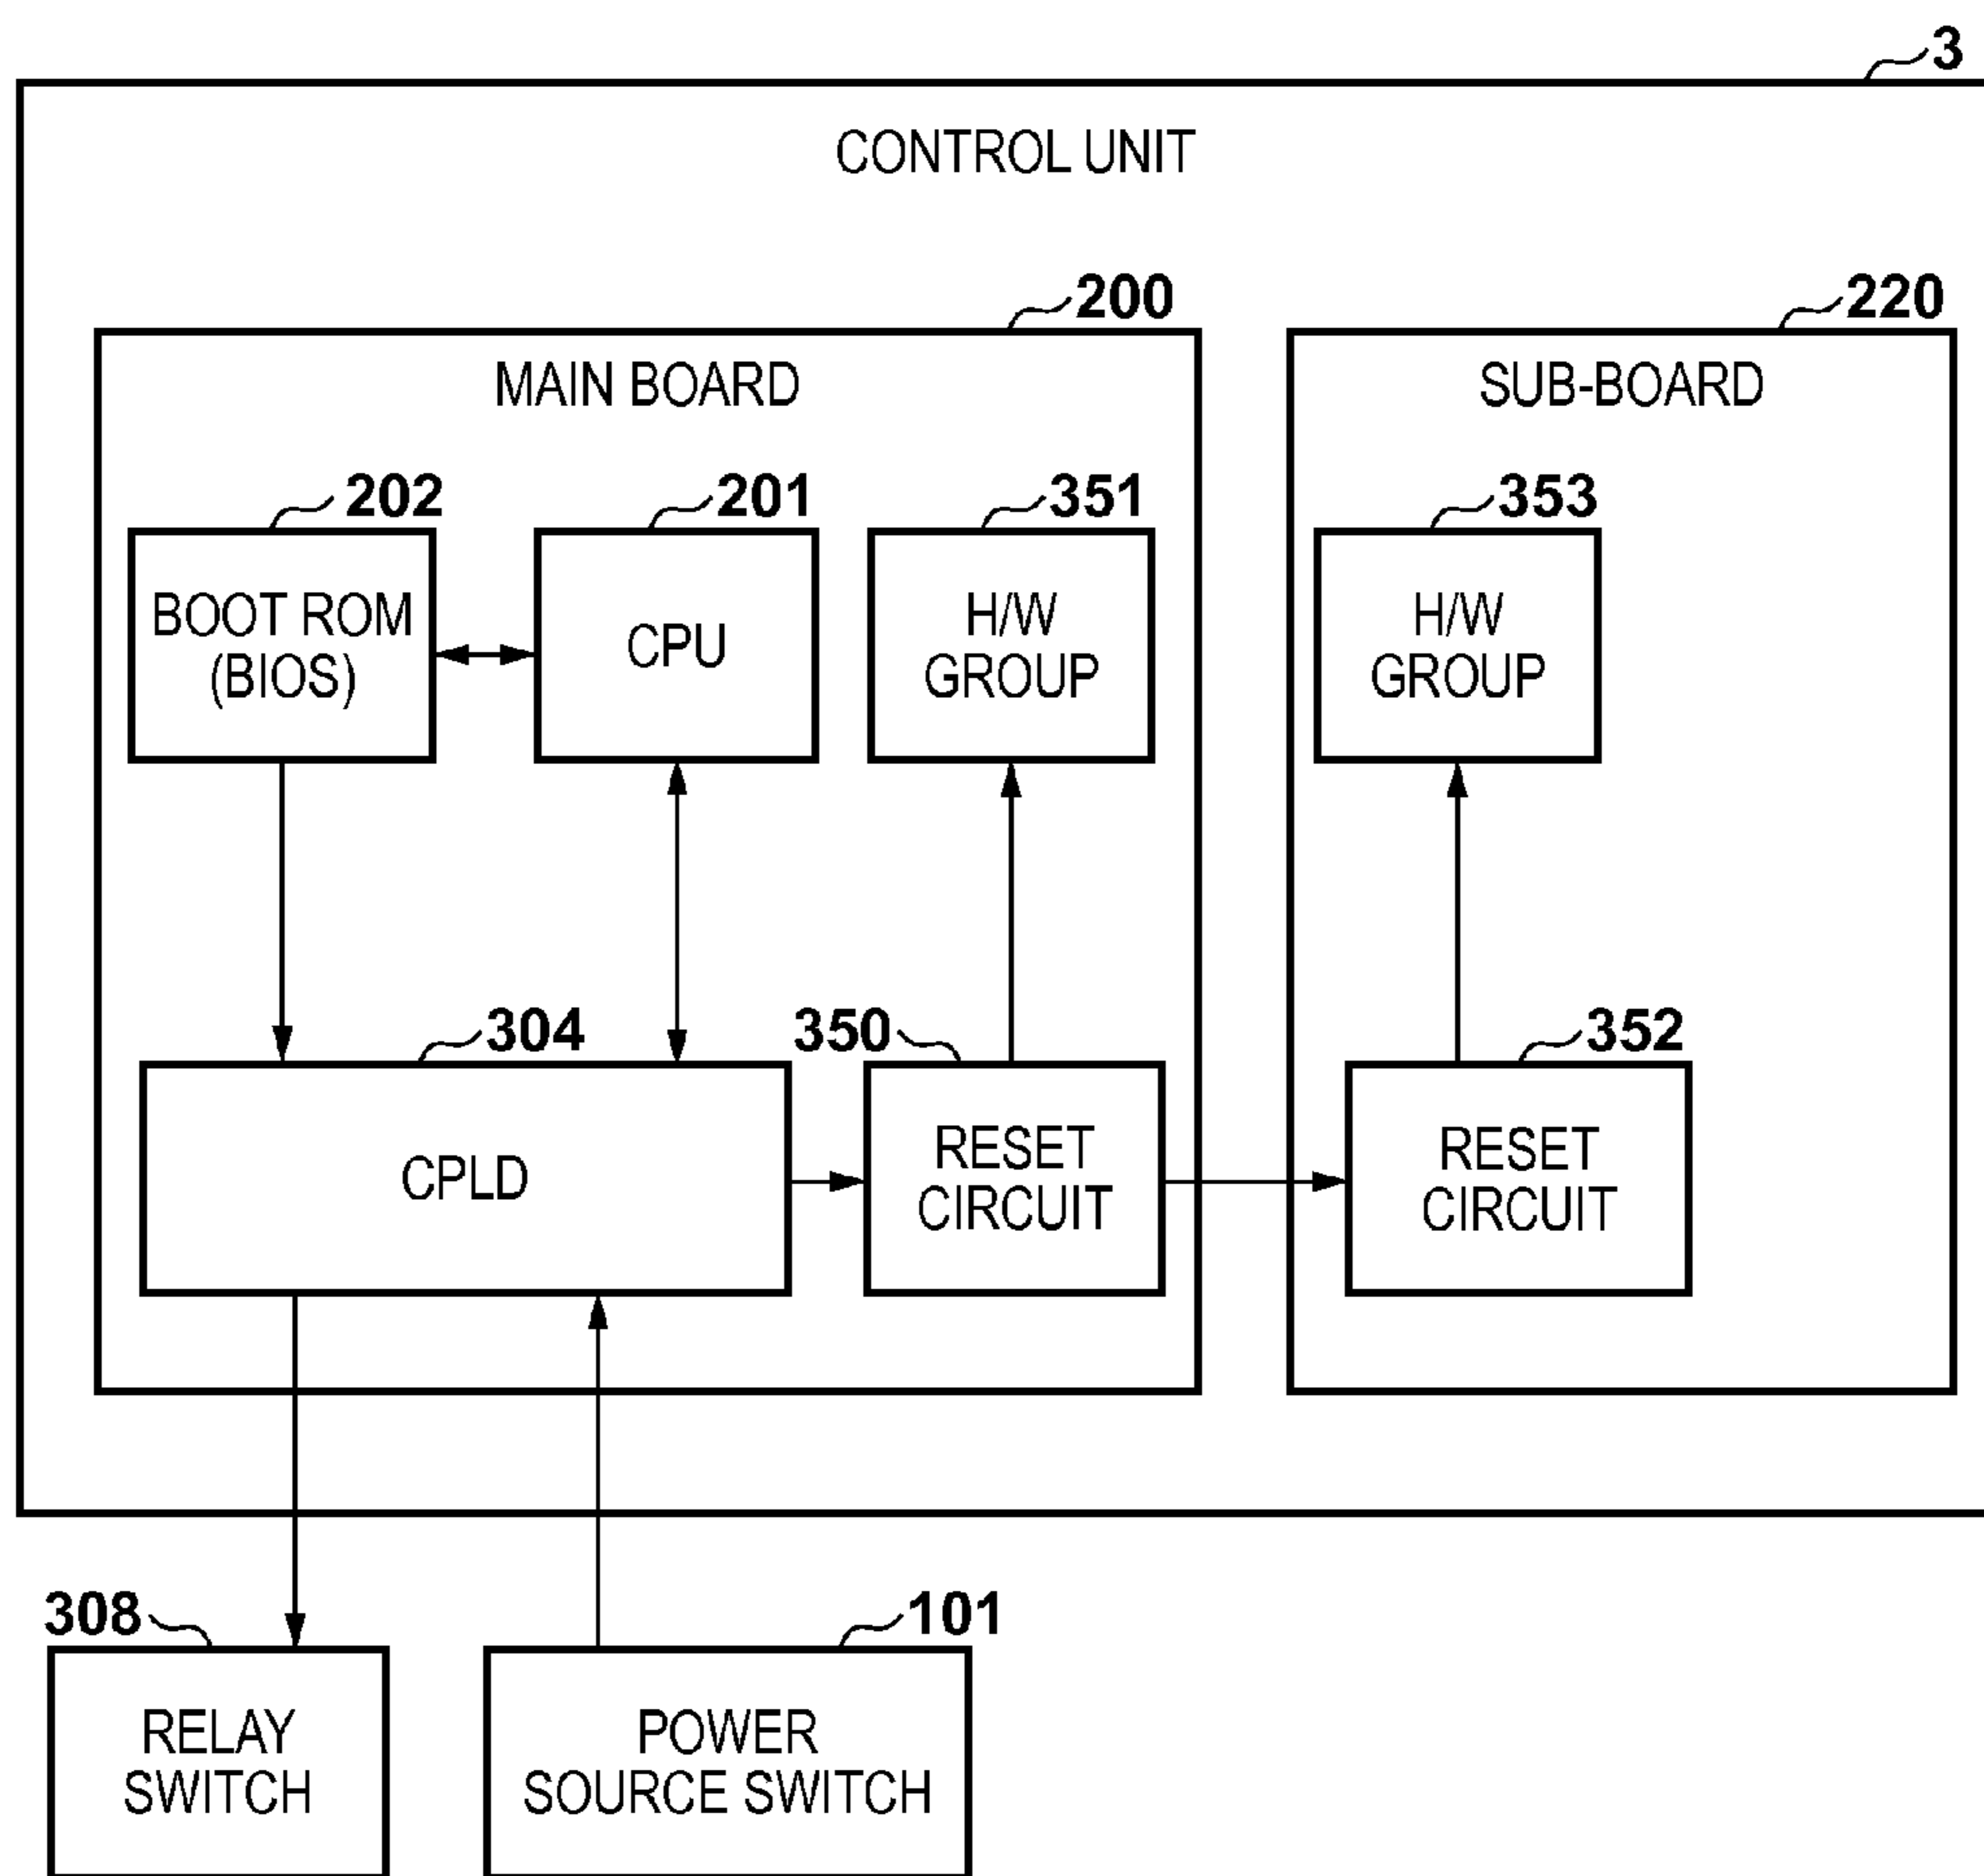 3
CONTROL UNIT
200
220
MAIN BOARD
SUB-BOARD
202
201
351
353
BOOT ROM
(BIOS)
CPU
H/W
GROUP
H/W
GROUP
304
350
352
CPLD
RESET
CIRCUIT
RESET
CIRCUIT
308
101
RELAY
SWITCH
POWER
SOURCE SWITCH